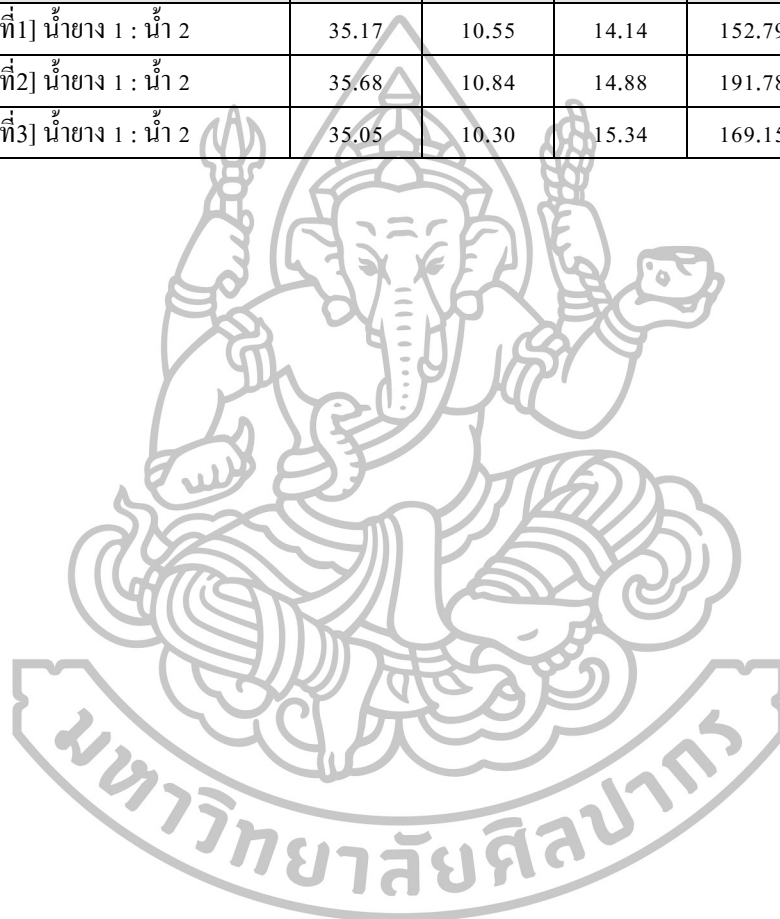 ที่1] น้ำยาง 1 : น้ำ 2 35.17 10.55 14.14 152.79
ที่2] น้ำยาง 1 : น้ำ 2 35.68 10.84 14.88 191.78
ที่3] น้ำยาง 1 : น้ำ 2 35.05 10.30 15.34 169.15
มหาวิทยาลัยศิลปากร